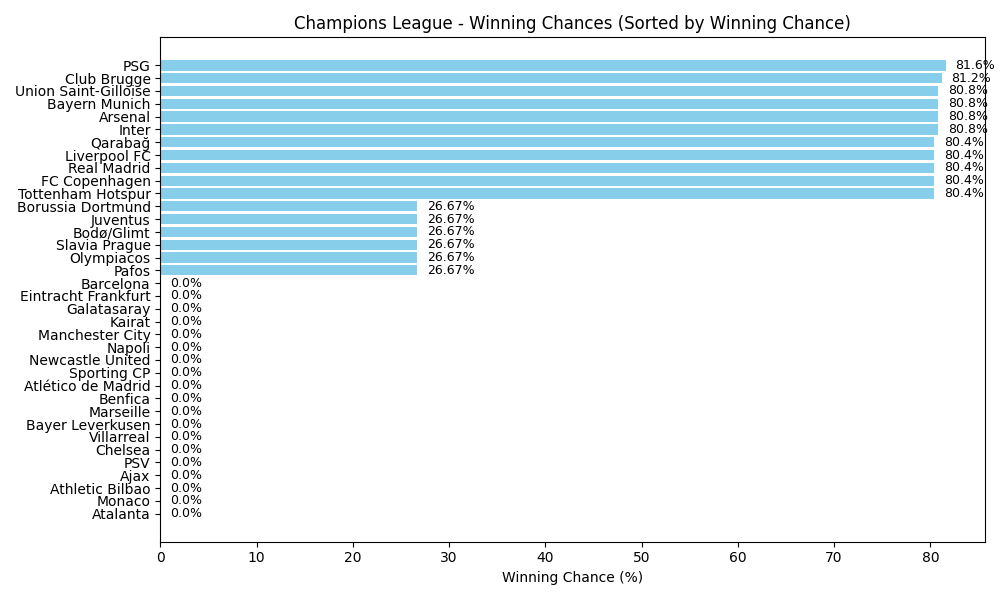 Champions League - Winning Chances (Sorted by Winning Chance)
PSG 81.6%
Club Brugge 81.2%
Union Saint-Gilloise 80.8%
Bayern Munich 80.8%
Arsenal 80.8%
Inter 80.8%
Qarabağ 80.4%
Liverpool FC 80.4%
Real Madrid 80.4%
FC Copenhagen 80.4%
Tottenham Hotspur 80.4%
Borussia Dortmund 26.67%
Juventus 26.67%
Bodø/Glimt 26.67%
Slavia Prague 26.67%
Olympiacos 26.67%
Pafos 26.67%
Barcelona 0.0%
Eintracht Frankfurt 0.0%
Galatasaray 0.0%
Kairat 0.0%
Manchester City 0.0%
Napoli 0.0%
Newcastle United 0.0%
Sporting CP 0.0%
Atlético de Madrid 0.0%
Benfica 0.0%
Marseille 0.0%
Bayer Leverkusen 0.0%
Villarreal 0.0%
Chelsea 0.0%
PSV 0.0%
Ajax 0.0%
Athletic Bilbao 0.0%
Monaco 0.0%
Atalanta 0.0%
0 10 20 30 40 50 60 70 80
Winning Chance (%)